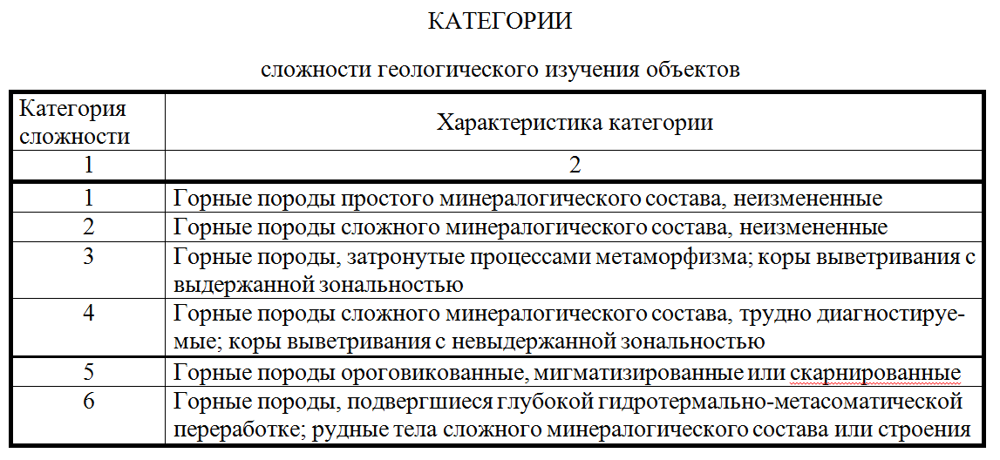 КАТЕГОРИИ
сложности геологического изучения объектов
Категория
сложности
Характеристика категории
1
2
1
Горные породы простого минералогического состава, неизмененные
2
Горные породы сложного минералогического состава, неизмененные
3
Горные породы, затронутые процессами метаморфизма; коры выветривания с
выдержанной зональностью
4
Горные породы сложного минералогического состава, трудно диагностируе-
мые; коры выветривания с невыдержанной зональностью
5
Горные породы ороговикованные, мигматизированные или скарнированные
6
Горные породы, подвергшиеся глубокой гидротермально-метасоматической
переработке; рудные тела сложного минералогического состава или строения